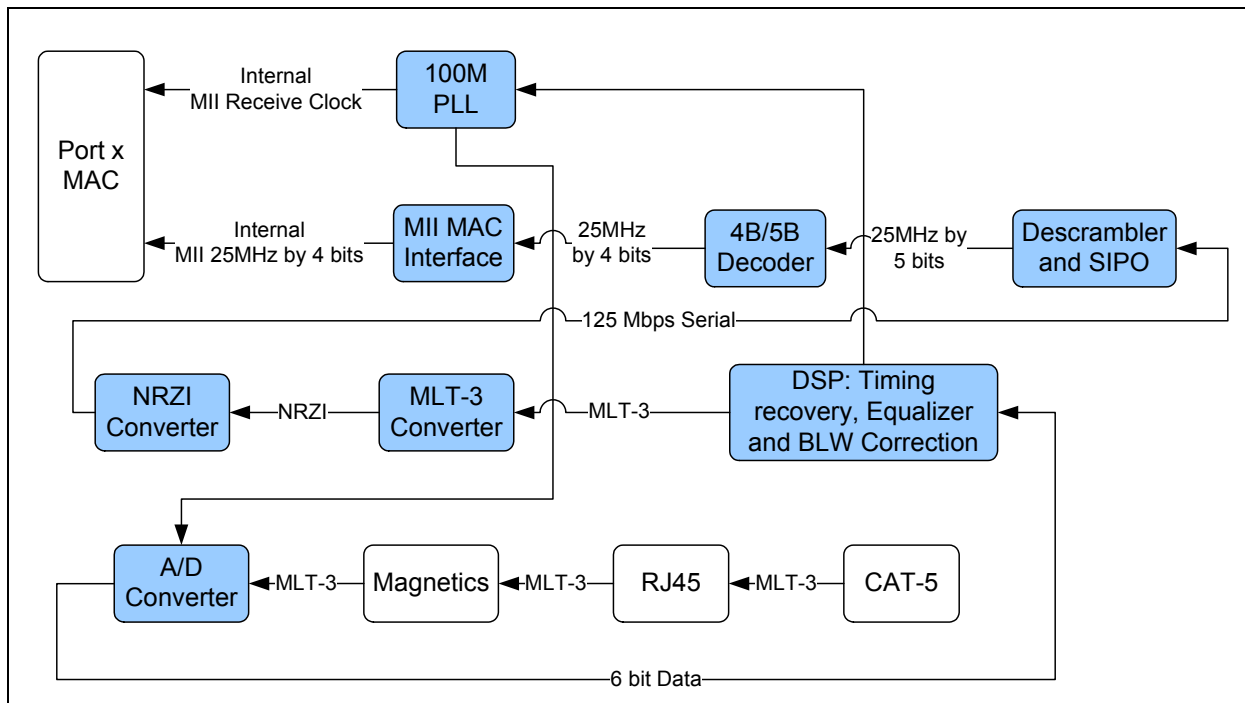 Port x
MAC
Internal
MII Receive Clock
100M
PLL
Internal
MII 25MHz by 4 bits
MII MAC
Interface
25MHz
by 4 bits
4B/5B
Decoder
25MHz by
5 bits
Descrambler
and SIPO
125 Mbps Serial
NRZI
Converter
NRZI
MLT-3
Converter
MLT-3
DSP: Timing
recovery, Equalizer
and BLW Correction
A/D
Converter
MLT-3
Magnetics
MLT-3
RJ45
MLT-3
CAT-5
6 bit Data